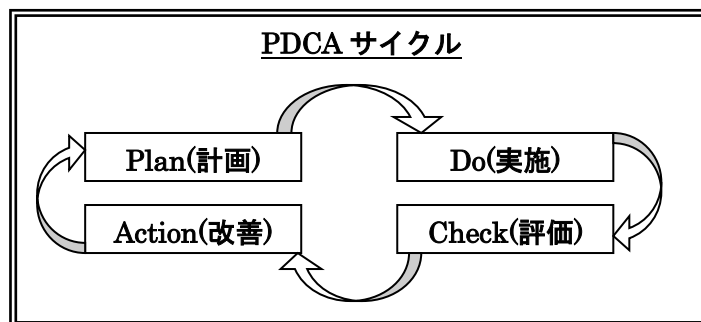 PDCA サイクル
Plan(計画)
Do(実施)
Action(改善)
Check(評価)